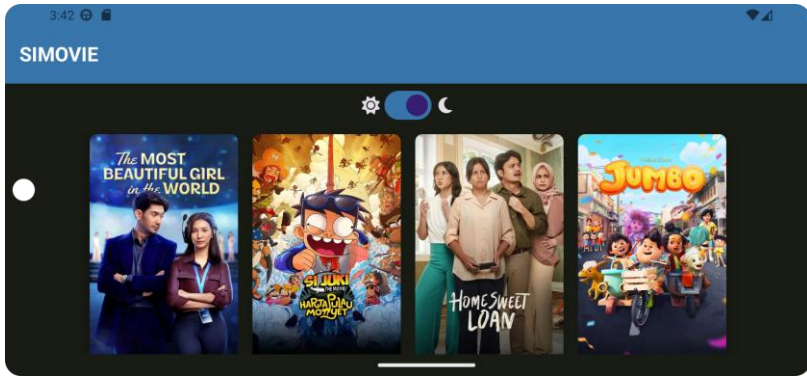 3:42
SIMOVIE
The MOST
BEAUTIFUL GIRL
in the WORLD
SI JUKI
THE MOVIE
HARTA PULAU
MONYET
HOME SWEET
LOAN
JUMBO